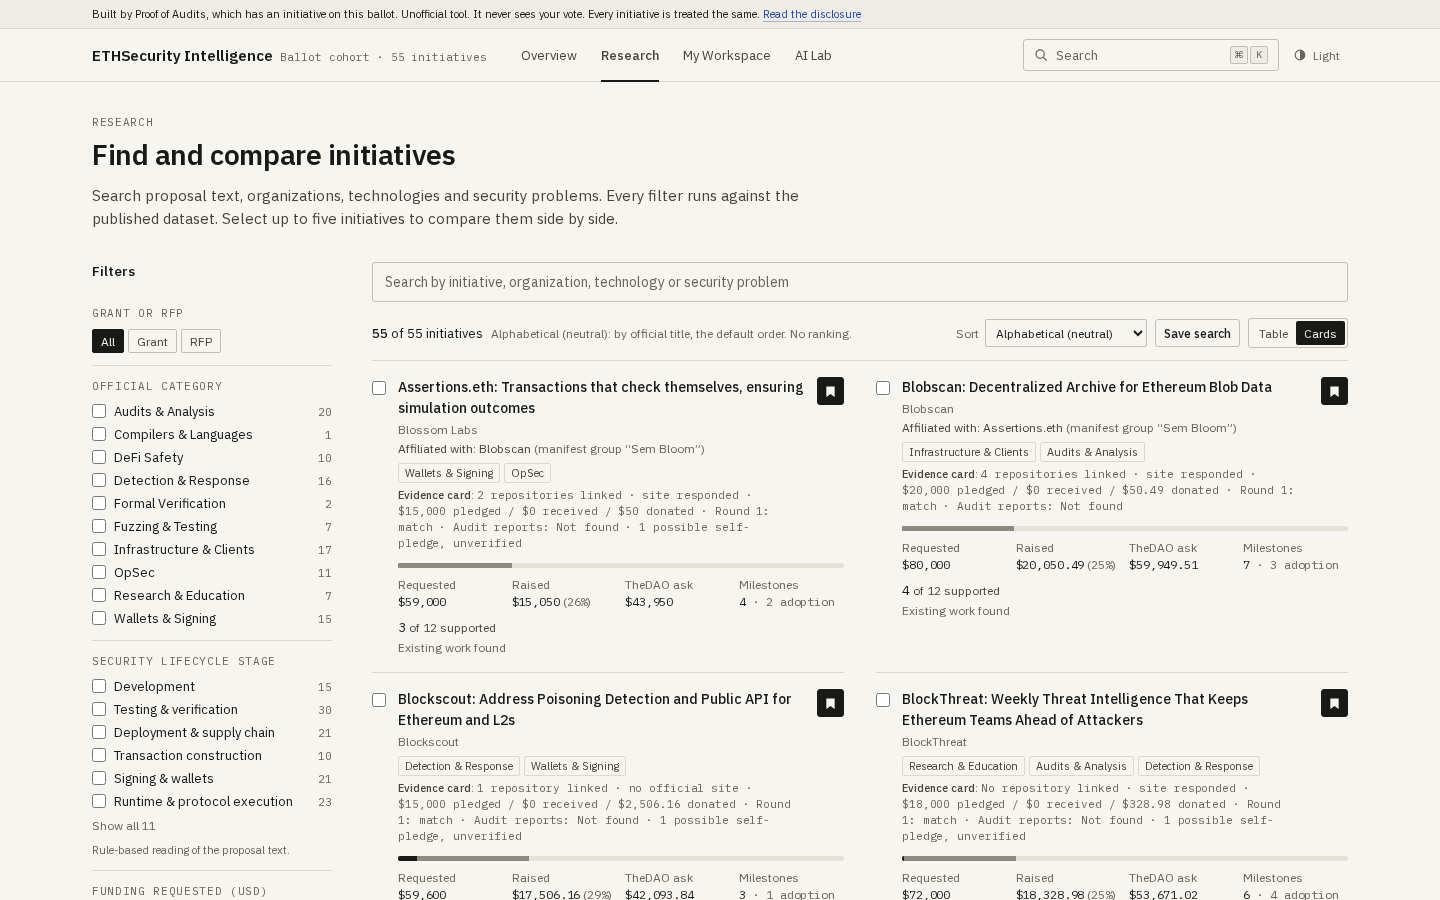 Built by Proof of Audits, which has an initiative on this ballot. Unofficial tool. It never sees your vote. Every initiative is treated the same. Read the disclosure
ETHSecurity Intelligence Ballot cohort · 55 initiatives Overview Research My Workspace AI Lab Search ⌘ K Light
RESEARCH
Find and compare initiatives
Search proposal text, organizations, technologies and security problems. Every filter runs against the
published dataset. Select up to five initiatives to compare them side by side.
Filters
GRANT OR RFP
All Grant RFP
OFFICIAL CATEGORY
Audits & Analysis 20
Compilers & Languages 1
DeFi Safety 10
Detection & Response 16
Formal Verification 2
Fuzzing & Testing 7
Infrastructure & Clients 17
OpSec 11
Research & Education 7
Wallets & Signing 15
SECURITY LIFECYCLE STAGE
Development 15
Testing & verification 30
Deployment & supply chain 21
Transaction construction 10
Signing & wallets 21
Runtime & protocol execution 23
Show all 11
Rule-based reading of the proposal text.
FUNDING REQUESTED (USD)
Search by initiative, organization, technology or security problem
55 of 55 initiatives Alphabetical (neutral): by official title, the default order. No ranking. Sort Alphabetical (neutral) Save search Table Cards
Assertions.eth: Transactions that check themselves, ensuring
simulation outcomes
Blossom Labs
Affiliated with: Blobscan (manifest group “Sem Bloom”)
Wallets & Signing OpSec
Evidence card: 2 repositories linked · site responded ·
$15,000 pledged / $0 received / $50 donated · Round 1:
match · Audit reports: Not found · 1 possible self-
pledge, unverified
Requested Raised TheDAO ask Milestones
$59,000 $15,050 (26%) $43,950 4 · 2 adoption
3 of 12 supported
Existing work found
Blobscan: Decentralized Archive for Ethereum Blob Data
Blobscan
Affiliated with: Assertions.eth (manifest group “Sem Bloom”)
Infrastructure & Clients Audits & Analysis
Evidence card: 4 repositories linked · site responded ·
$20,000 pledged / $0 received / $50.49 donated · Round 1:
match · Audit reports: Not found
Requested Raised TheDAO ask Milestones
$80,000 $20,050.49 (25%) $59,949.51 7 · 3 adoption
4 of 12 supported
Existing work found
Blockscout: Address Poisoning Detection and Public API for
Ethereum and L2s
Blockscout
Detection & Response Wallets & Signing
Evidence card: 1 repository linked · no official site ·
$15,000 pledged / $0 received / $2,506.16 donated · Round
1: match · Audit reports: Not found · 1 possible self-
pledge, unverified
Requested Raised TheDAO ask Milestones
$59,600 $17,506.16 (29%) $42,093.84 3 · 1 adoption
BlockThreat: Weekly Threat Intelligence That Keeps
Ethereum Teams Ahead of Attackers
BlockThreat
Research & Education Audits & Analysis Detection & Response
Evidence card: No repository linked · site responded ·
$18,000 pledged / $0 received / $328.98 donated · Round
1: match · Audit reports: Not found · 1 possible self-
pledge, unverified
Requested Raised TheDAO ask Milestones
$72,000 $18,328.98 (25%) $53,671.02 6 · 4 adoption